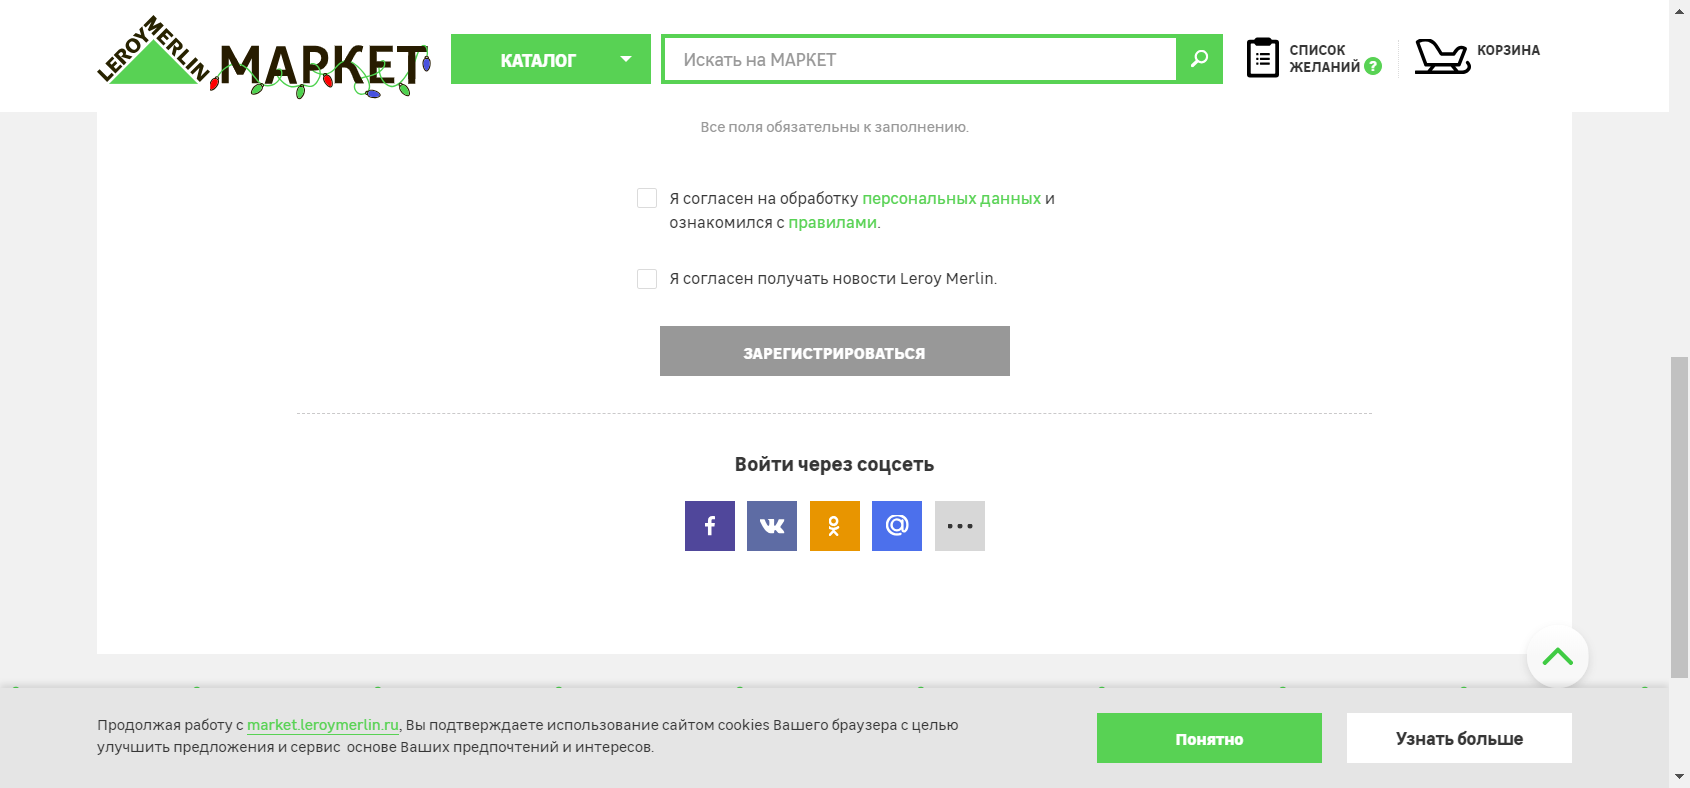 LEROY MERLIN
МАРКЕТ
КАТАЛОГ
Искать на МАРКЕТ
СПИСОК
ЖЕЛАНИЙ ?
КОРЗИНА
Все поля обязательны к заполнению.
Я согласен на обработку персональных данных и
ознакомился с правилами.
Я согласен получать новости Leroy Merlin.
ЗАРЕГИСТРИРОВАТЬСЯ
Войти через соцсеть
Продолжая работу с market.leroymerlin.ru, Вы подтверждаете использование сайтом cookies Вашего браузера с целью
улучшить предложения и сервис основе Ваших предпочтений и интересов.
Понятно
Узнать больше